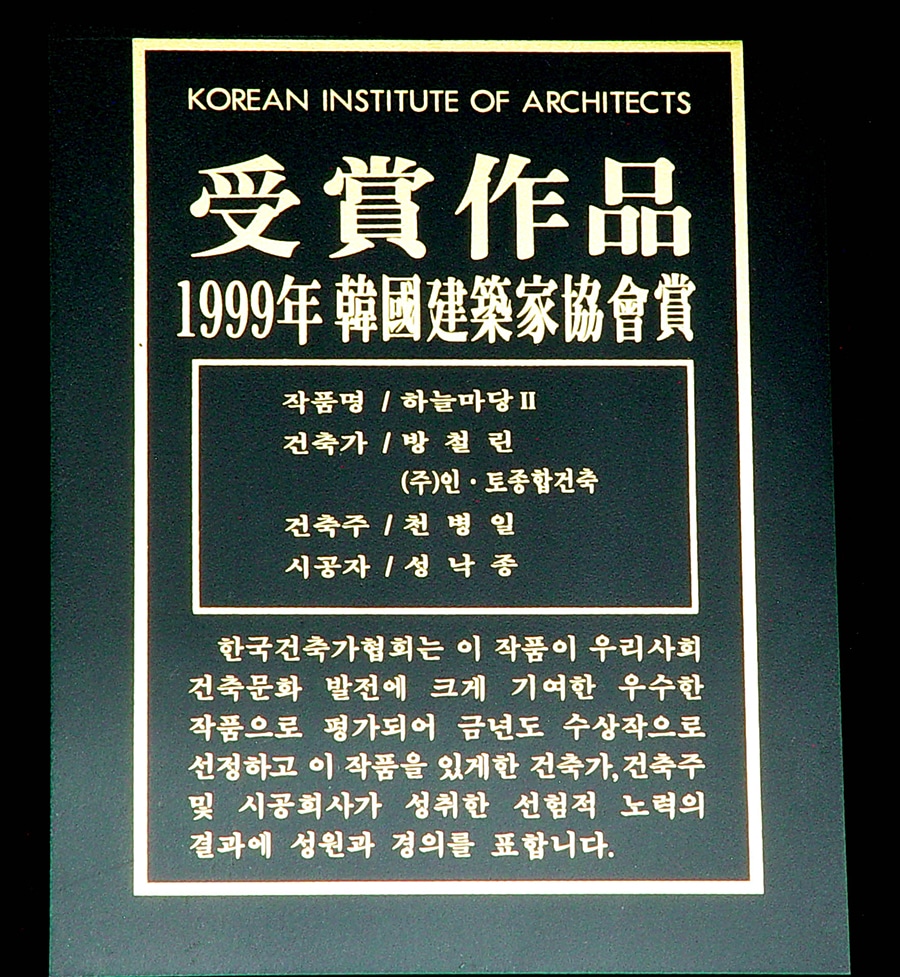 KOREAN INSTITUTE OF ARCHITECTS
受賞作品
1999年 韓國建築家協會賞
작품명 / 하늘마당Ⅱ
건축가 / 방 철 린
(주)인·토종합건축
건축주 / 천 병 일
시공자 / 성 낙 종
한국건축가협회는 이 작품이 우리사회
건축문화 발전에 크게 기여한 우수한
작품으로 평가되어 금년도 수상작으로
선정하고 이 작품을 있게한 건축가,건축주
및 시공회사가 성취한 선험적 노력의
결과에 성원과 경의를 표합니다.